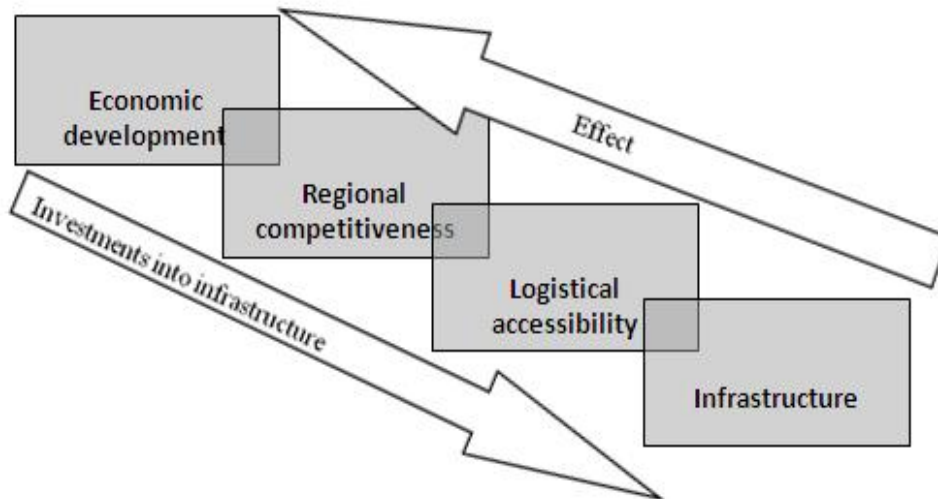 Economic
development
Effect
Regional
competitiveness
Investments into infrastructure
Logistical
accessibility
Infrastructure